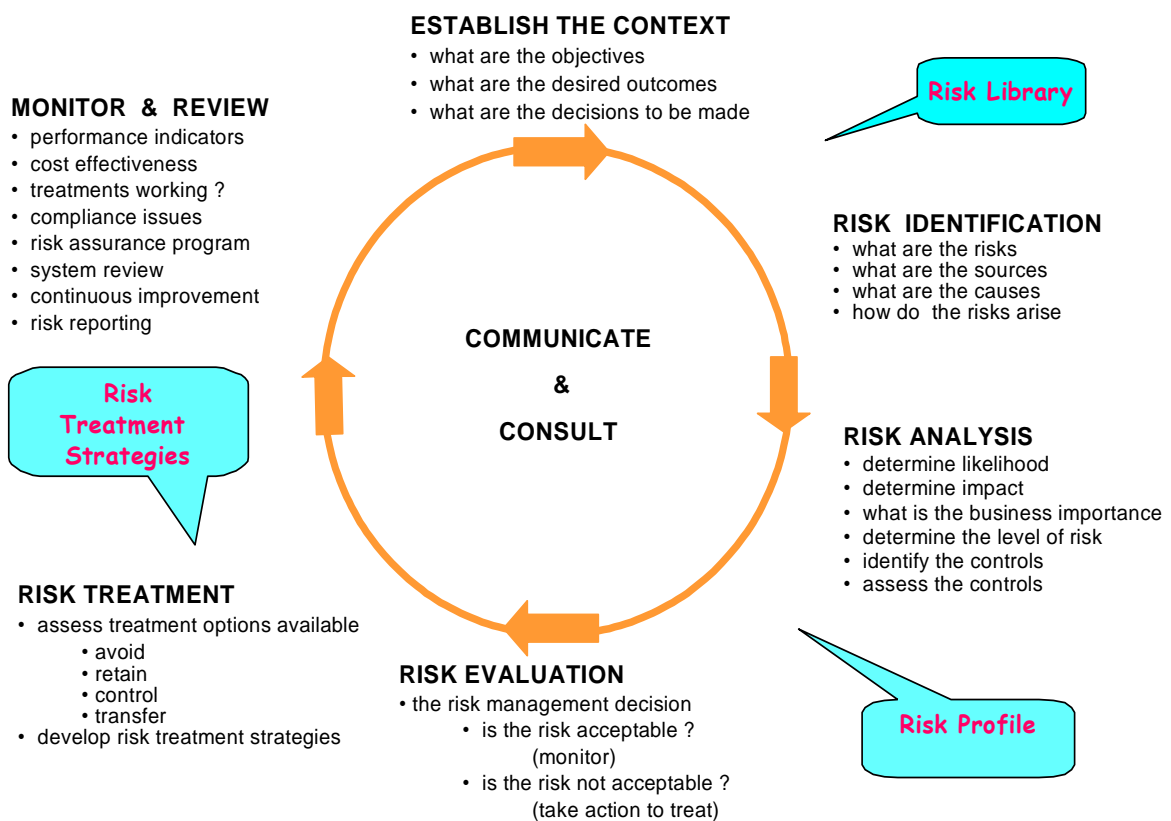 ESTABLISH THE CONTEXT
• what are the objectives
• what are the desired outcomes
• what are the decisions to be made
Risk Library
MONITOR & REVIEW
• performance indicators
• cost effectiveness
• treatments working ?
• compliance issues
• risk assurance program
• system review
• continuous improvement
• risk reporting
RISK IDENTIFICATION
• what are the risks
• what are the sources
• what are the causes
• how do the risks arise
COMMUNICATE
&
CONSULT
Risk
Treatment
Strategies
RISK ANALYSIS
• determine likelihood
• determine impact
• what is the business importance
• determine the level of risk
• identify the controls
• assess the controls
RISK TREATMENT
• assess treatment options available
• avoid
• retain
• control
• transfer
• develop risk treatment strategies
RISK EVALUATION
• the risk management decision
• is the risk acceptable ?
(monitor)
• is the risk not acceptable ?
(take action to treat)
Risk Profile